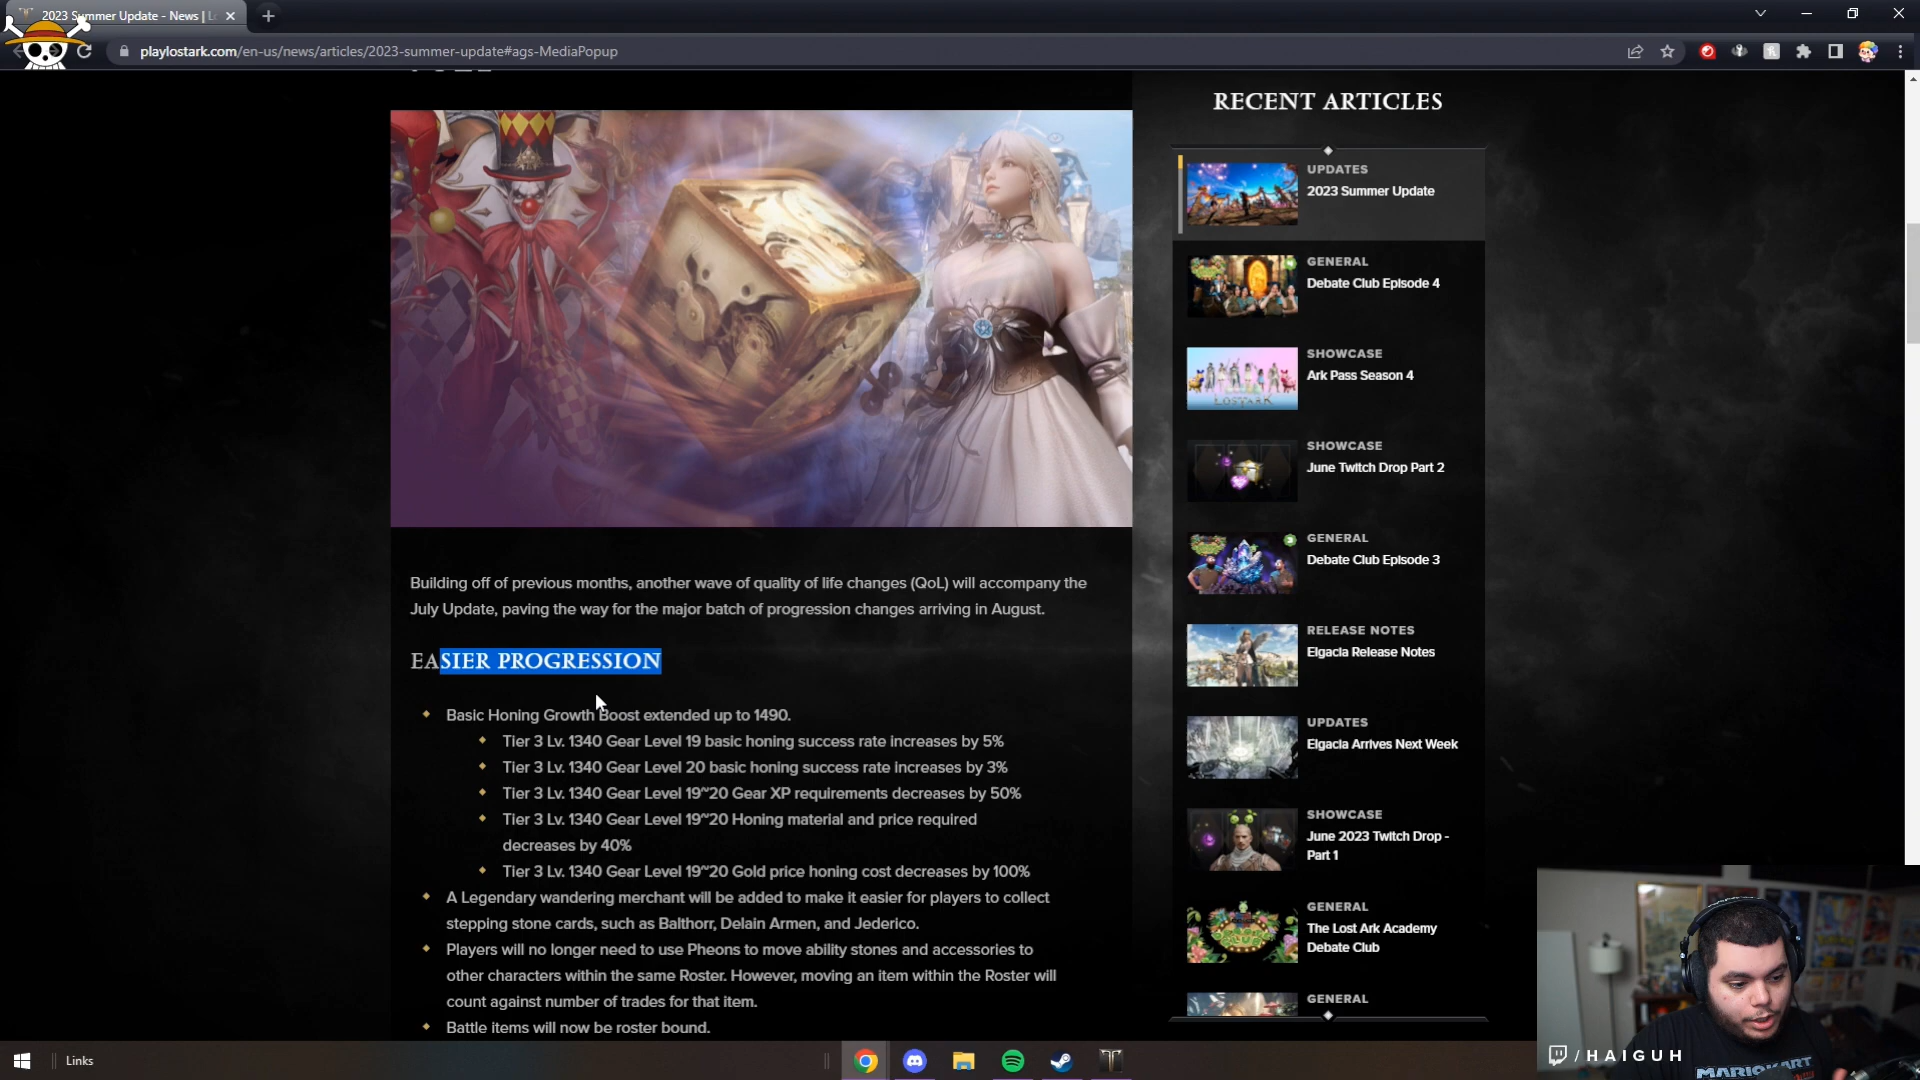 2023 Summer Update - News | L
playlostark.com/en-us/news/articles/2023-summer-update#ags-MediaPopup
RECENT ARTICLES
UPDATES
2023 Summer Update
GENERAL
Debate Club Episode 4
SHOWCASE
Ark Pass Season 4
SHOWCASE
June Twitch Drop Part 2
GENERAL
Debate Club Episode 3
RELEASE NOTES
Elgacia Release Notes
UPDATES
Elgacia Arrives Next Week
SHOWCASE
June 2023 Twitch Drop -
Part 1
GENERAL
The Lost Ark Academy
Debate Club
GENERAL
Building off of previous months, another wave of quality of life changes (QoL) will accompany the
July Update, paving the way for the major batch of progression changes arriving in August.
EASIER PROGRESSION
Basic Honing Growth Boost extended up to 1490.
Tier 3 Lv. 1340 Gear Level 19 basic honing success rate increases by 5%
Tier 3 Lv. 1340 Gear Level 20 basic honing success rate increases by 3%
Tier 3 Lv. 1340 Gear Level 19~20 Gear XP requirements decreases by 50%
Tier 3 Lv. 1340 Gear Level 19~20 Honing material and price required
decreases by 40%
Tier 3 Lv. 1340 Gear Level 19~20 Gold price honing cost decreases by 100%
A Legendary wandering merchant will be added to make it easier for players to collect
stepping stone cards, such as Balthorr, Delain Armen, and Jederico.
Players will no longer need to use Pheons to move ability stones and accessories to
other characters within the same Roster. However, moving an item within the Roster will
count against number of trades for that item.
Battle items will now be roster bound.
Links
/HAIGUH
MARIOKART